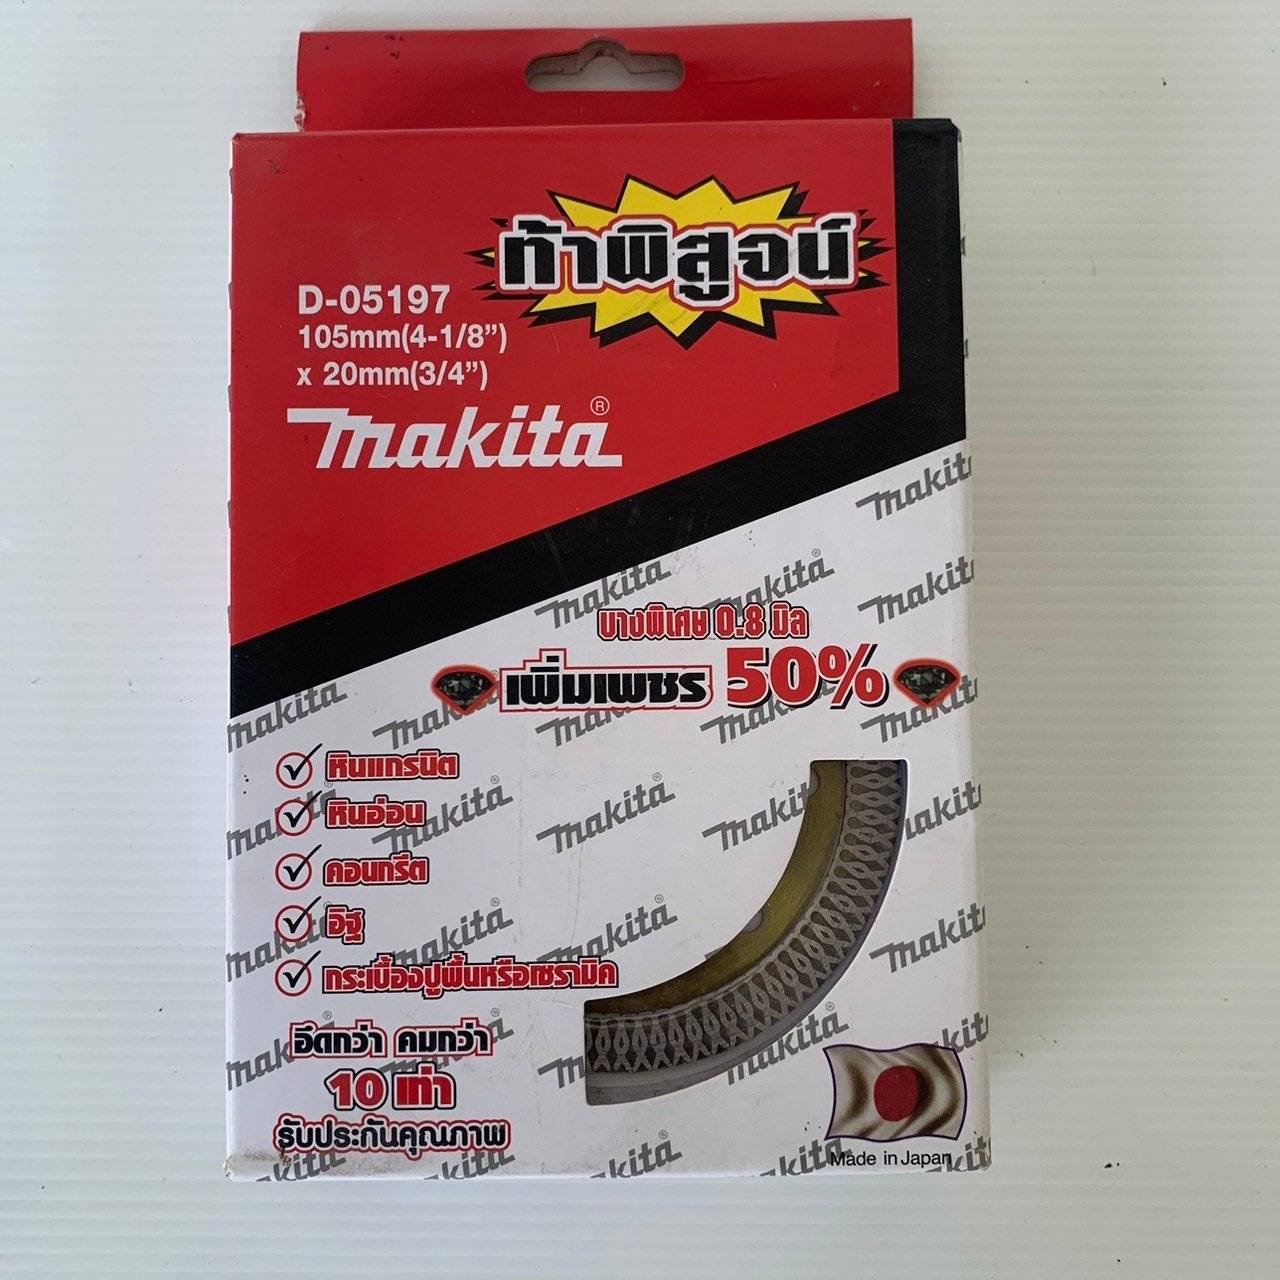 ท้าพิสูจน์
D-05197
105mm(4-1/8”)
x 20mm(3/4”)
makita®
บางพิเศษ 0.8 มิล
เพิ่มเพชร 50%
หินแกรนิต
หินอ่อน
คอนกรีต
อิฐ
กระเบื้องปูพื้นหรือเซรามิค
อึดกว่า คมกว่า
10 เท่า
รับประกันคุณภาพ
Made in Japan